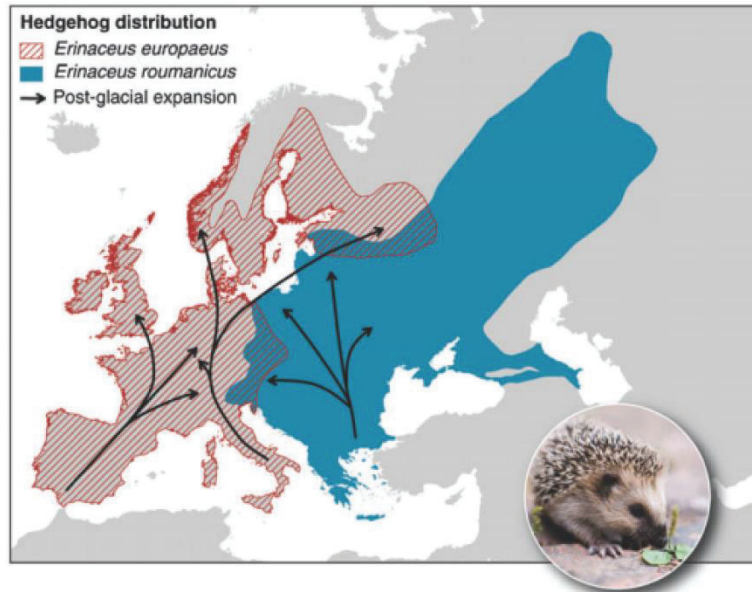 Hedgehog distribution
Erinaceus europaeus
Erinaceus roumanicus
Post-glacial expansion